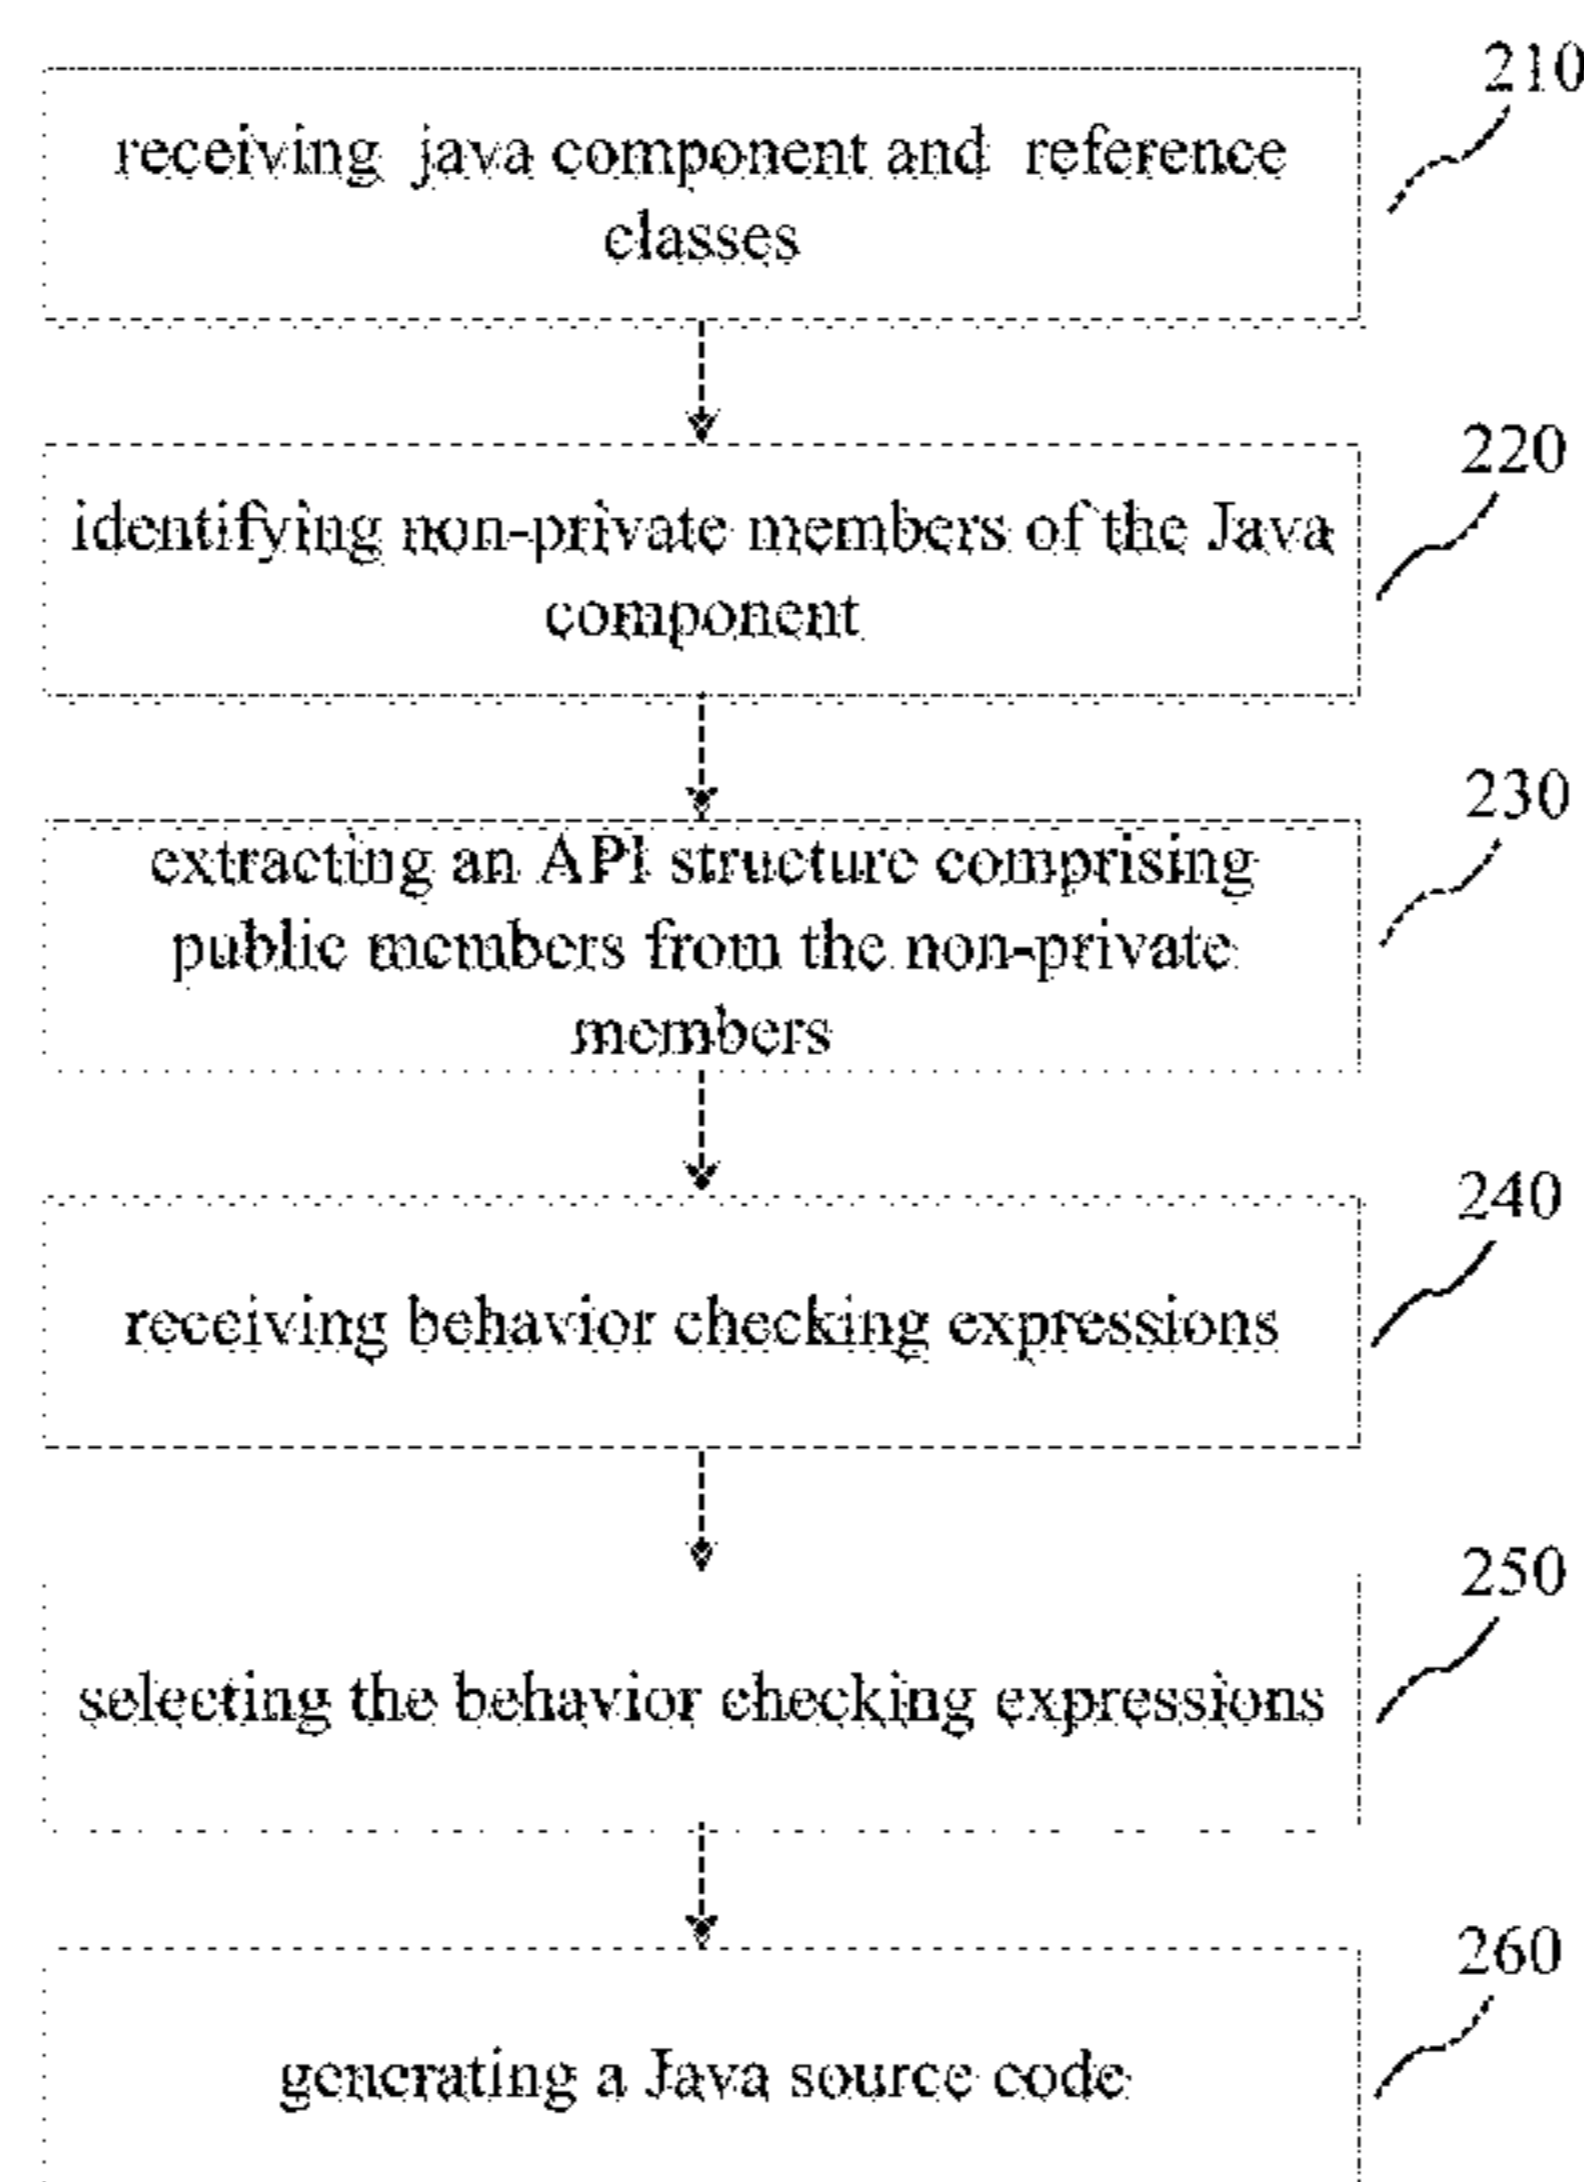 210
receiving java component and reference
classes
220
identifying non-private members of the Java
component
230
extracting an API structure comprising
public members from the non-private
members
240
receiving behavior checking expressions
250
selecting the behavior checking expressions
260
generating a Java source code